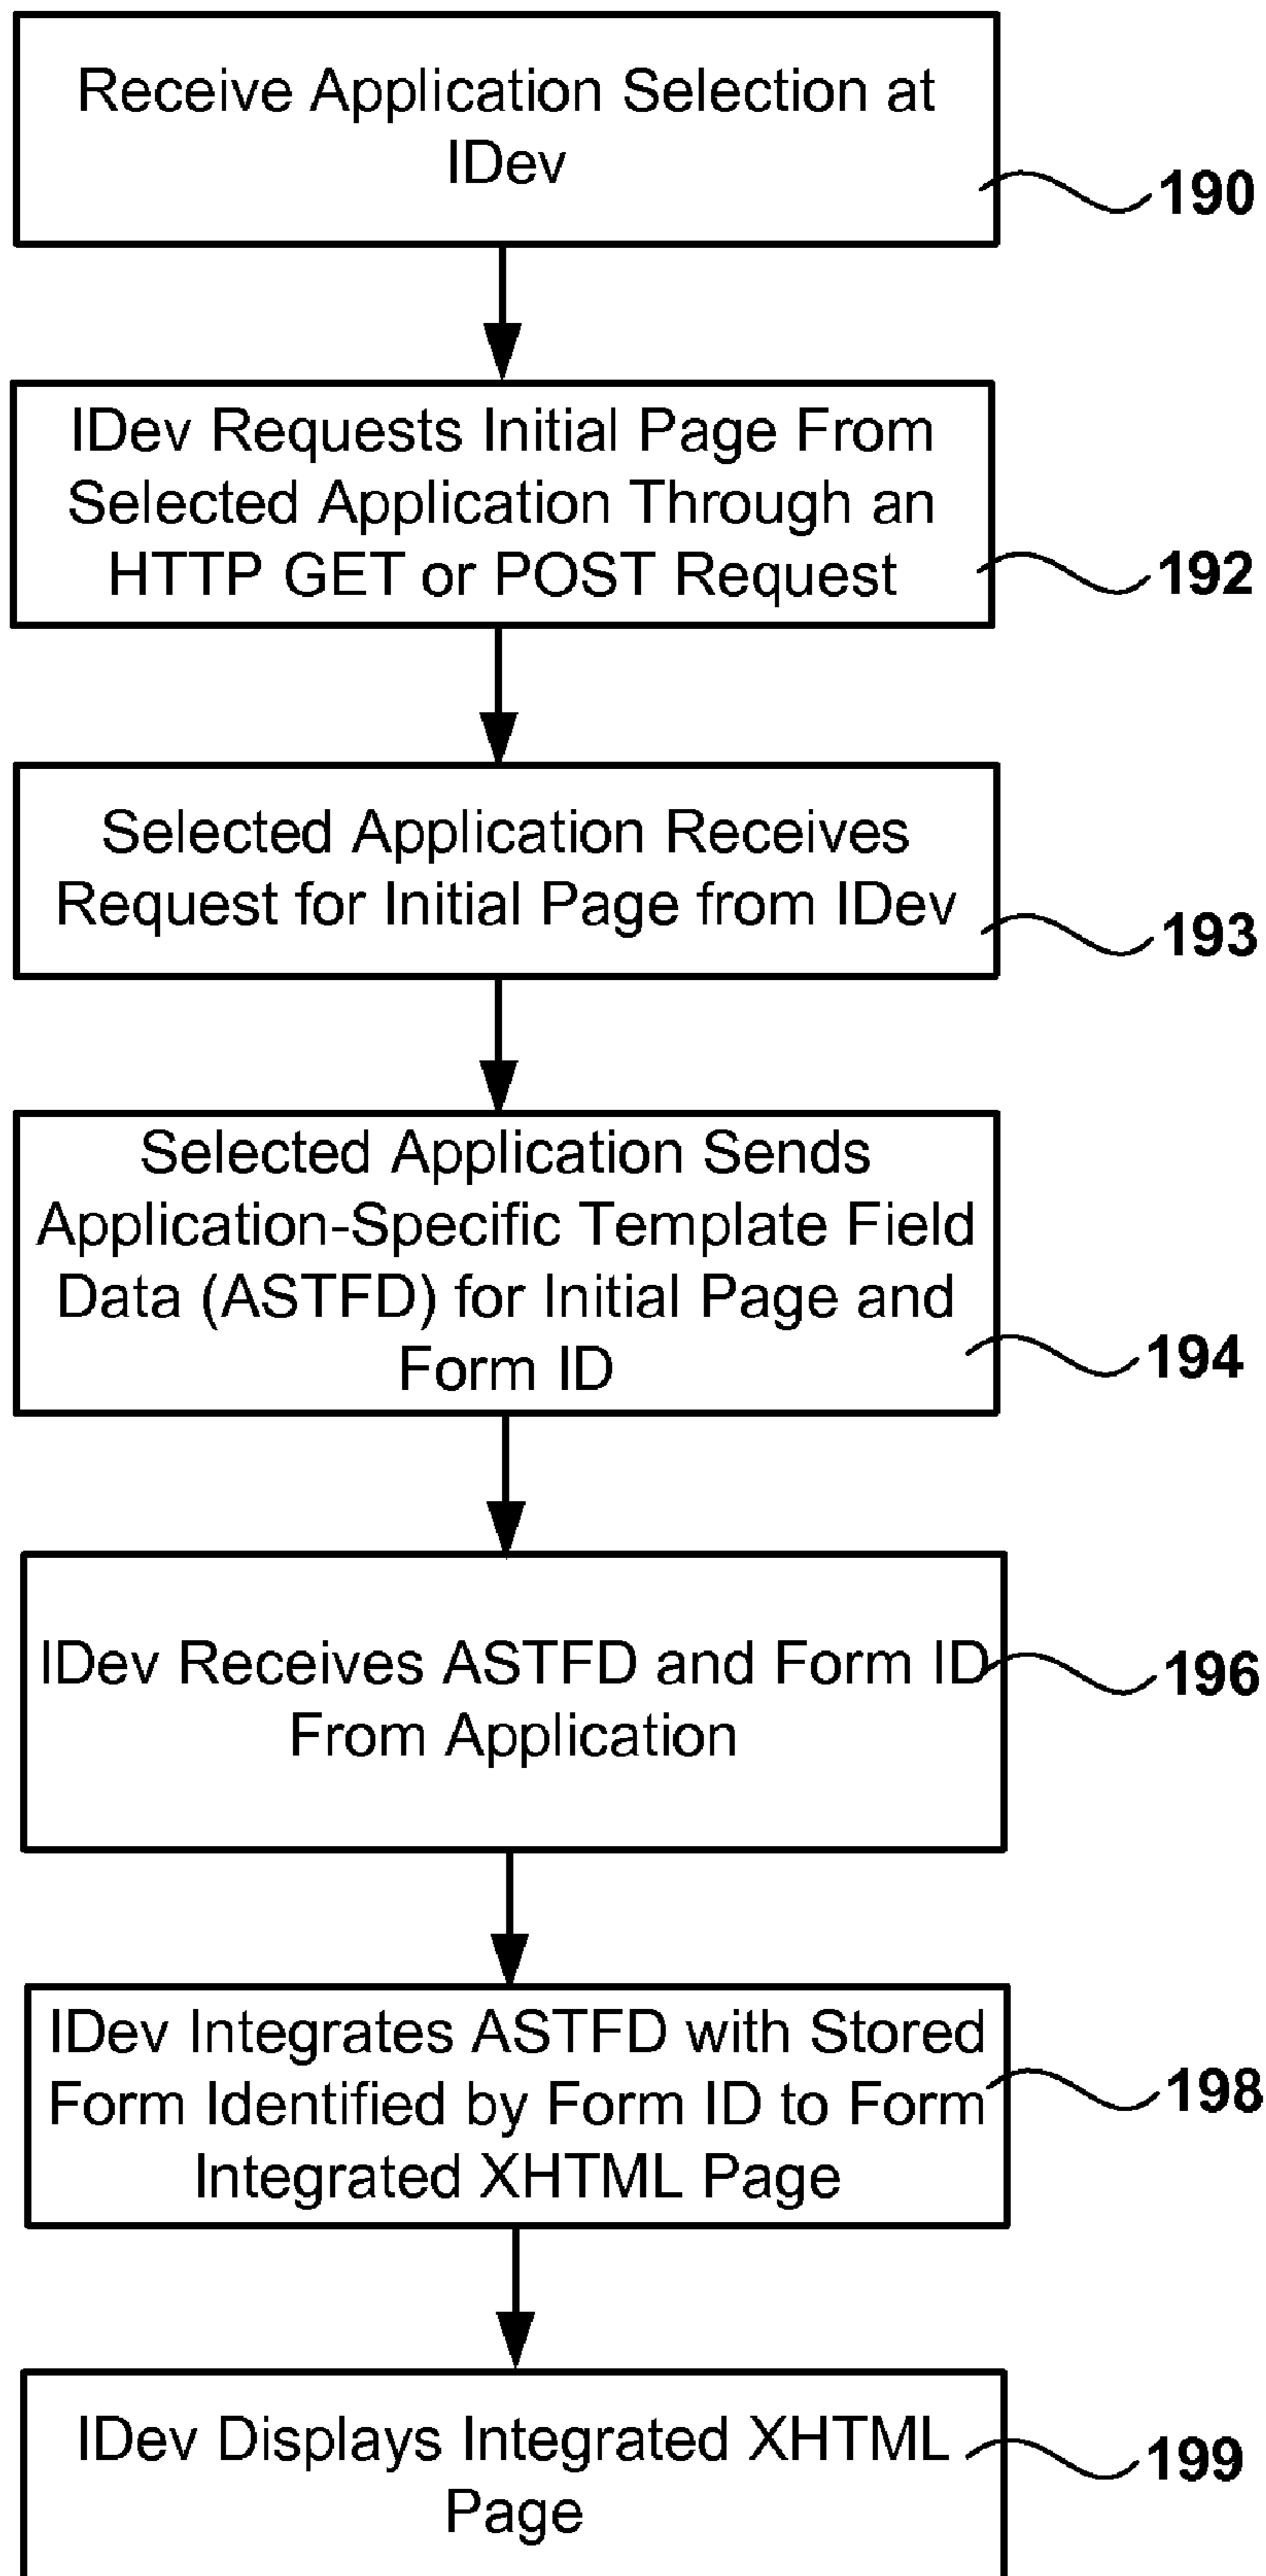 Receive Application Selection at
IDev
190
IDev Requests Initial Page From
Selected Application Through an
HTTP GET or POST Request
192
Selected Application Receives
Request for Initial Page from IDev
193
Selected Application Sends
Application-Specific Template Field
Data (ASTFD) for Initial Page and
Form ID
194
IDev Receives ASTFD and Form ID
From Application
196
IDev Integrates ASTFD with Stored
Form Identified by Form ID to Form
Integrated XHTML Page
198
IDev Displays Integrated XHTML
Page
199